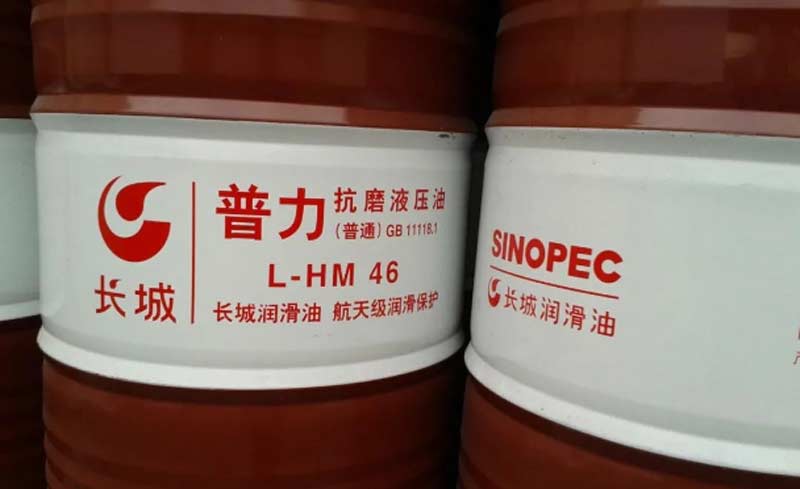 长城
普力 抗磨液压油
(普通) GB 11118.1
L-HM 46
长城润滑油 航天级润滑保护
SINOPEC
长城润滑油